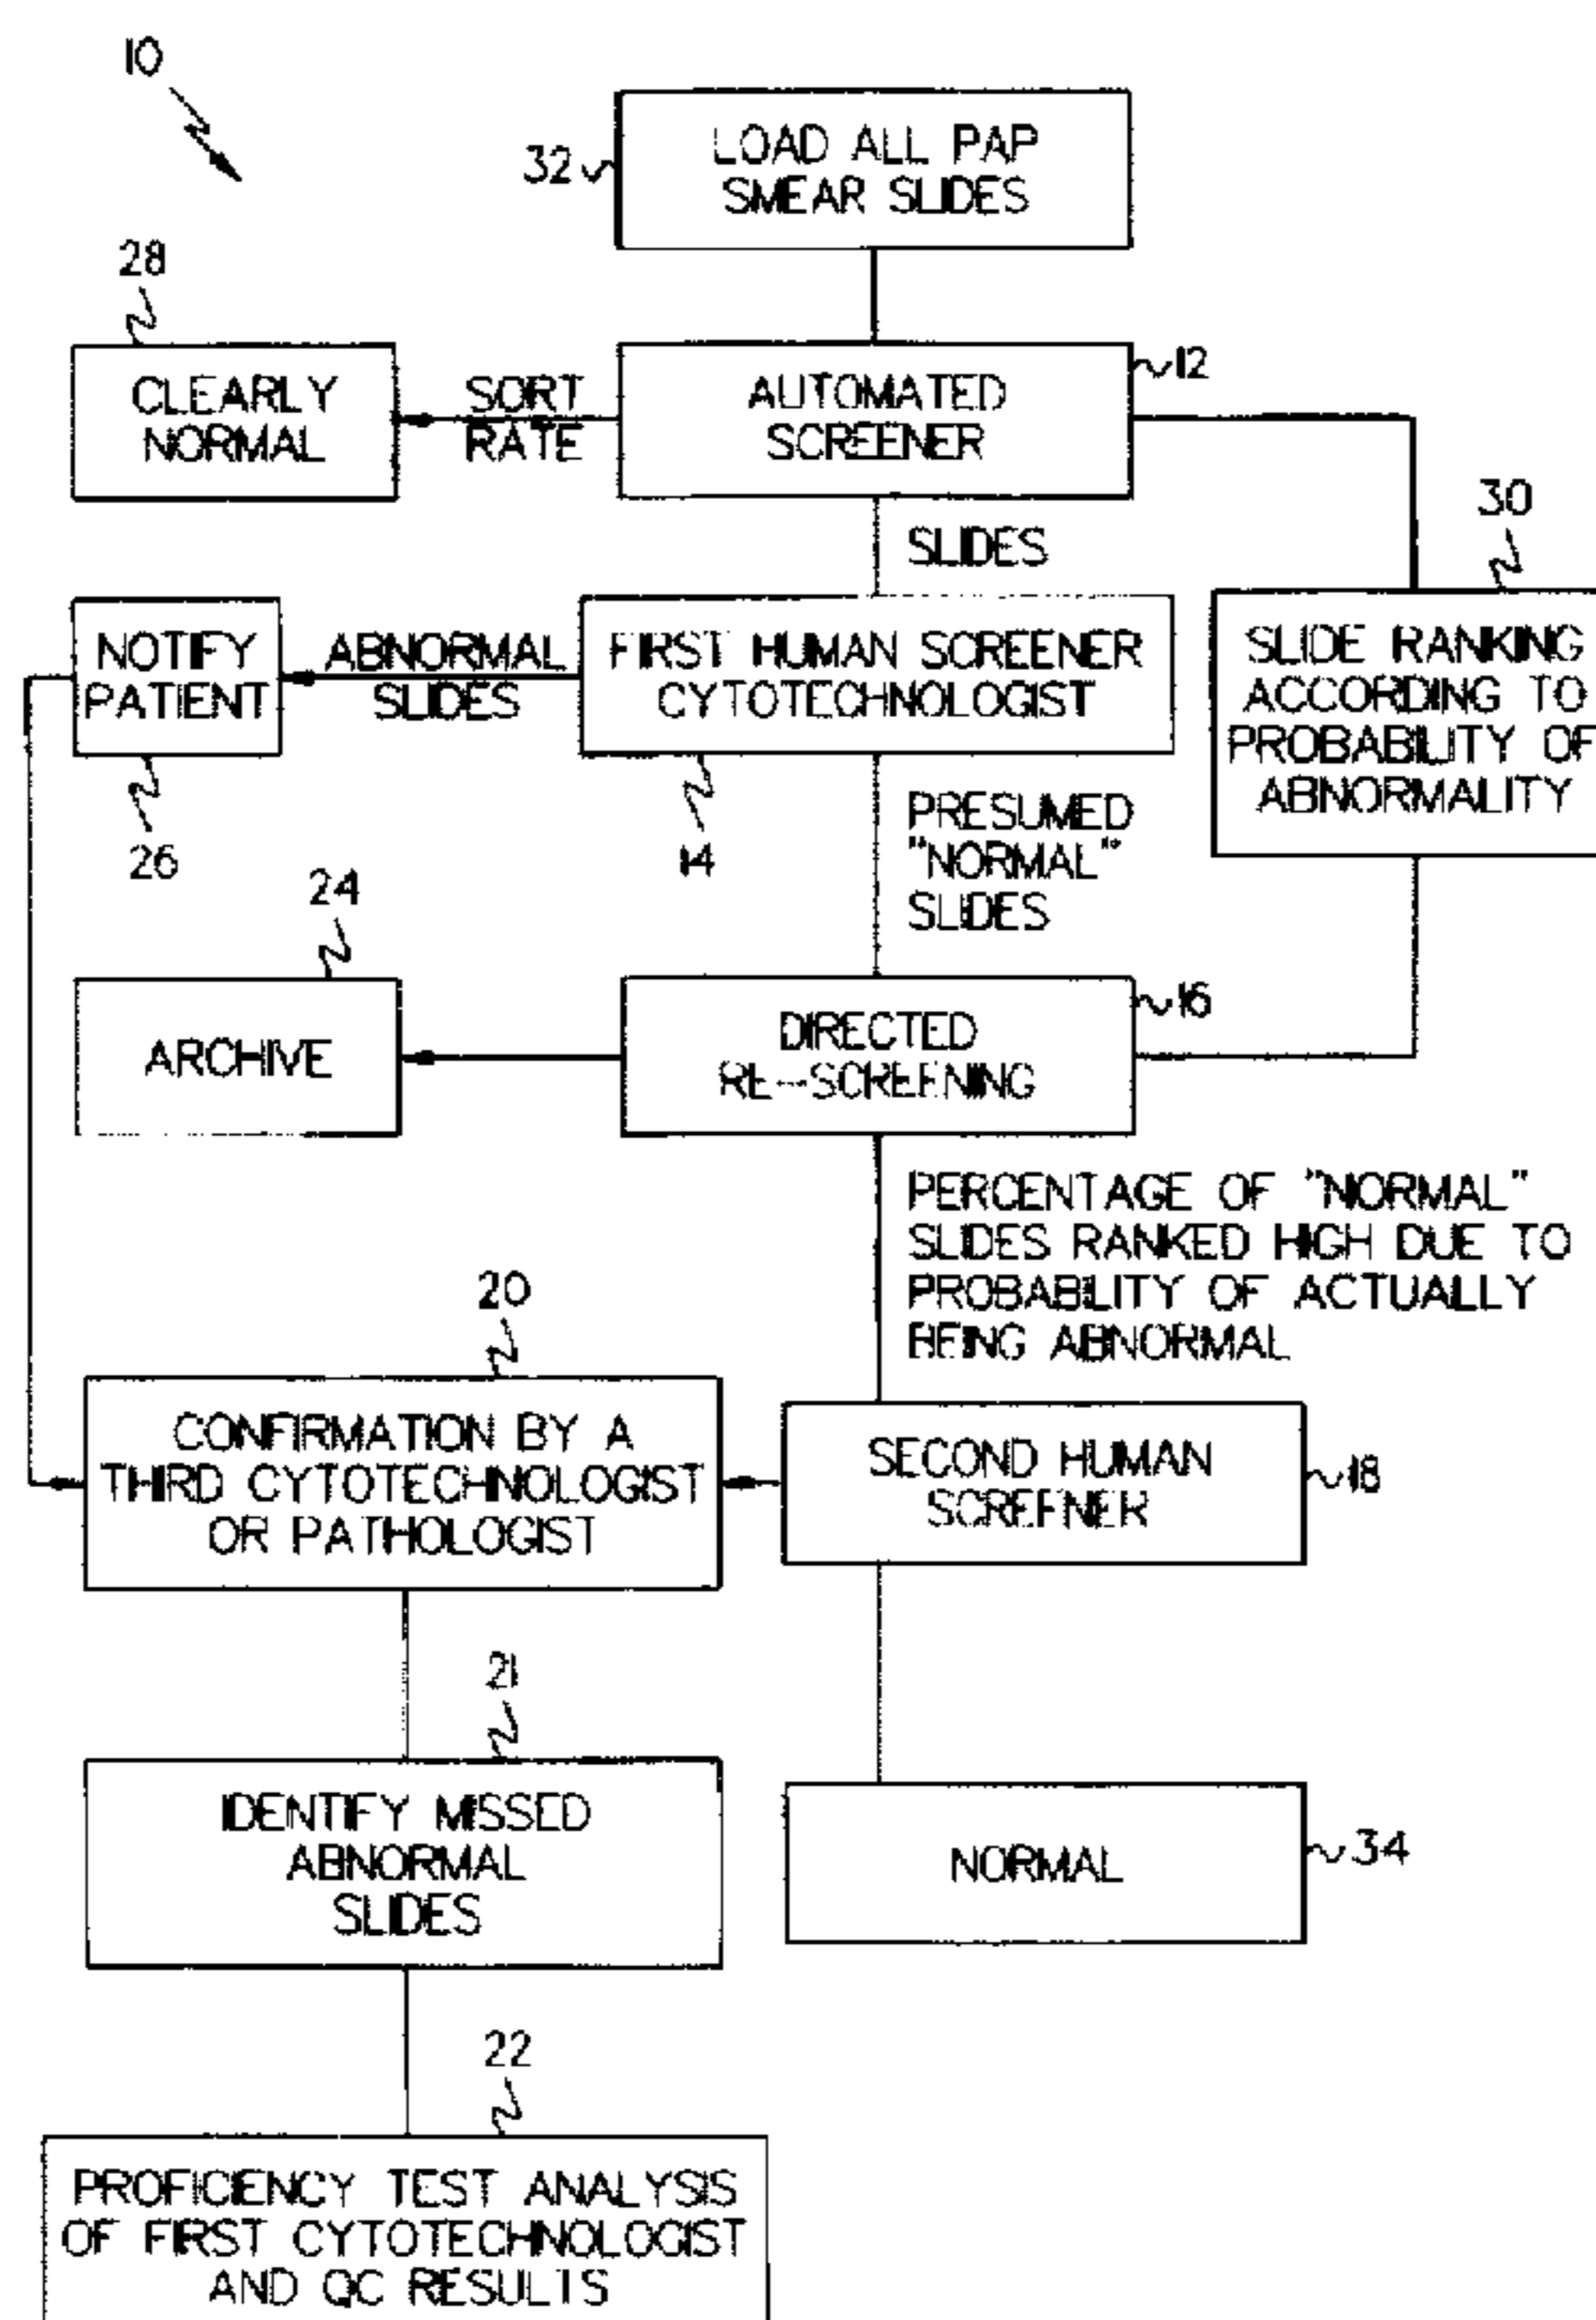 10
32
LOAD ALL PAP
SMEAR SLIDES
28
CLEARLY
NORMAL
SORT
RATE
AUTOMATED
SCREENER
12
SLIDES
30
NOTIFY
PATIENT
ABNORMAL
SLIDES
FIRST HUMAN SCREENER
CYTOTECHNOLOGIST
SLIDE RANKING
ACCORDING TO
PROBABILITY OF
ABNORMALITY
26
14
PRESUMED
"NORMAL"
SLIDES
24
ARCHIVE
DIRECTED
RE-SCREENING
16
PERCENTAGE OF "NORMAL"
SLIDES RANKED HIGH DUE TO
PROBABILITY OF ACTUALLY
BEING ABNORMAL
20
CONFIRMATION BY A
THIRD CYTOTECHNOLOGIST
OR PATHOLOGIST
SECOND HUMAN
SCREENER
18
21
IDENTIFY MISSED
ABNORMAL
SLIDES
NORMAL
34
22
PROFICIENCY TEST ANALYSIS
OF FIRST CYTOTECHNOLOGIST
AND QC RESULTS